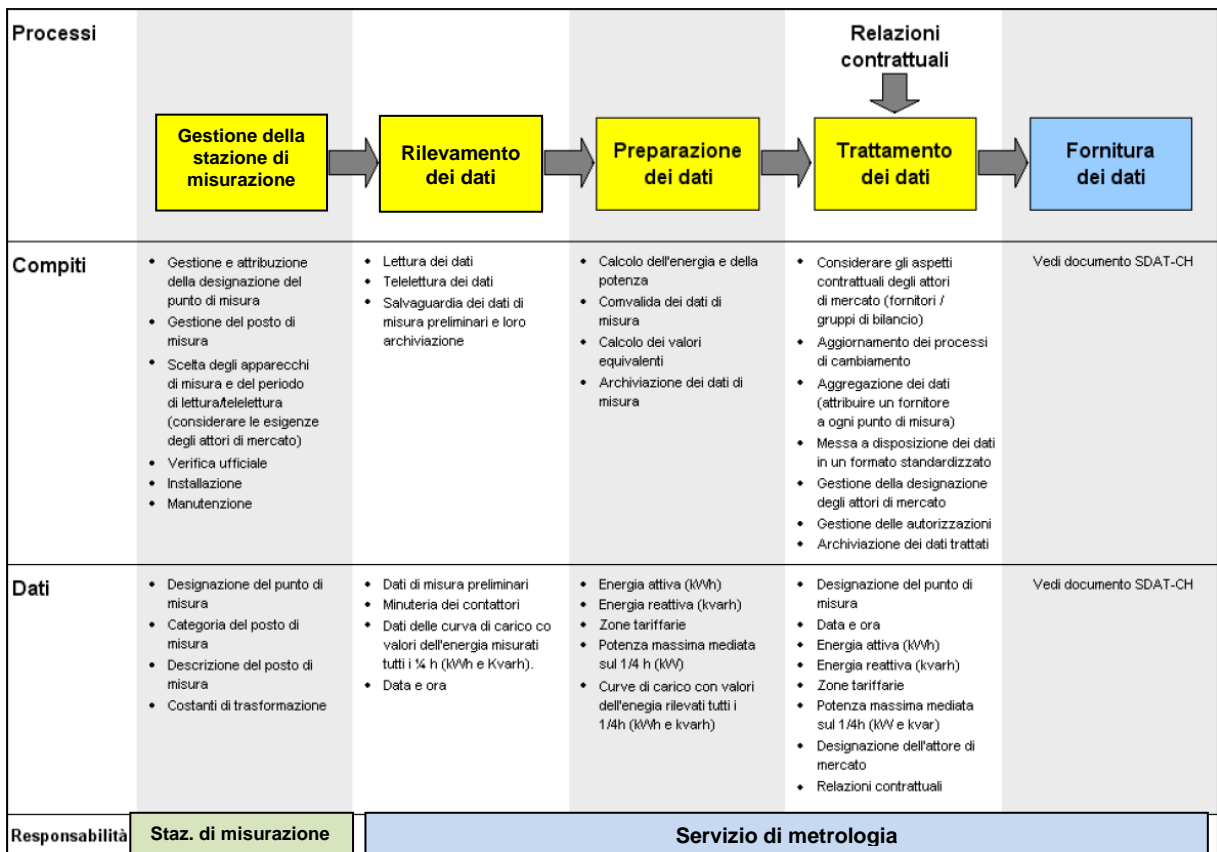 Processi
Relazioni
contrattuali
Gestione della
stazione di
misurazione
Rilevamento
dei dati
Preparazione
dei dati
Trattamento
dei dati
Fornitura
dei dati
Compiti
• Gestione e attribuzione
della designazione del
punto di misura
• Gestione del posto di
misura
• Scelta degli apparecchi
di misura e del periodo
di lettura/telelettura
(considerare le esigenze
degli attori di mercato)
• Verifica ufficiale
• Installazione
• Manutenzione
• Lettura dei dati
• Telelettura dei dati
• Salvaguardia dei dati di
misura preliminari e loro
archiviazione
• Calcolo dell'energia e della
potenza
• Comvalida dei dati di
misura
• Calcolo dei valori
equivalenti
• Archiviazione dei dati di
misura
• Considerare gli aspetti
contrattuali degli attori
di mercato (fornitori /
gruppi di bilancio)
• Aggiornamento dei processi
di cambiamento
• Aggregazione dei dati
(attribuire un fornitore
a ogni punto di misura)
• Messa a disposizione dei dati
in un formato standardizzato
• Gestione della designazione
degli attori di mercato
• Gestione delle autorizzazioni
• Archiviazione dei dati trattati
Vedi documento SDAT-CH
Dati
• Designazione del punto di
misura
• Categoria del posto di
misura
• Descrizione del posto di
misura
• Costanti di trasformazione
• Dati di misura preliminari
• Minuteria dei contattori
• Dati delle curva di carico co
valori dell'energia misurati
tutti i ¼ h (kWh e Kvarh).
• Data e ora
• Energia attiva (kWh)
• Energia reattiva (kvarh)
• Zone tariffarie
• Potenza massima mediata
sul 1/4 h (kW)
• Curve di carico con valori
dell'enegia rilevati tutti i
1/4h (kWh e kvarh)
• Designazione del punto di
misura
• Data e ora
• Energia attiva (kWh)
• Energia reattiva (kvarh)
• Zone tariffarie
• Potenza massima mediata
sul 1/4h (kW e kvar)
• Designazione dell'attore di
mercato
• Relazioni contrattuali
Vedi documento SDAT-CH
Responsabilità
Staz. di misurazione
Servizio di metrologia